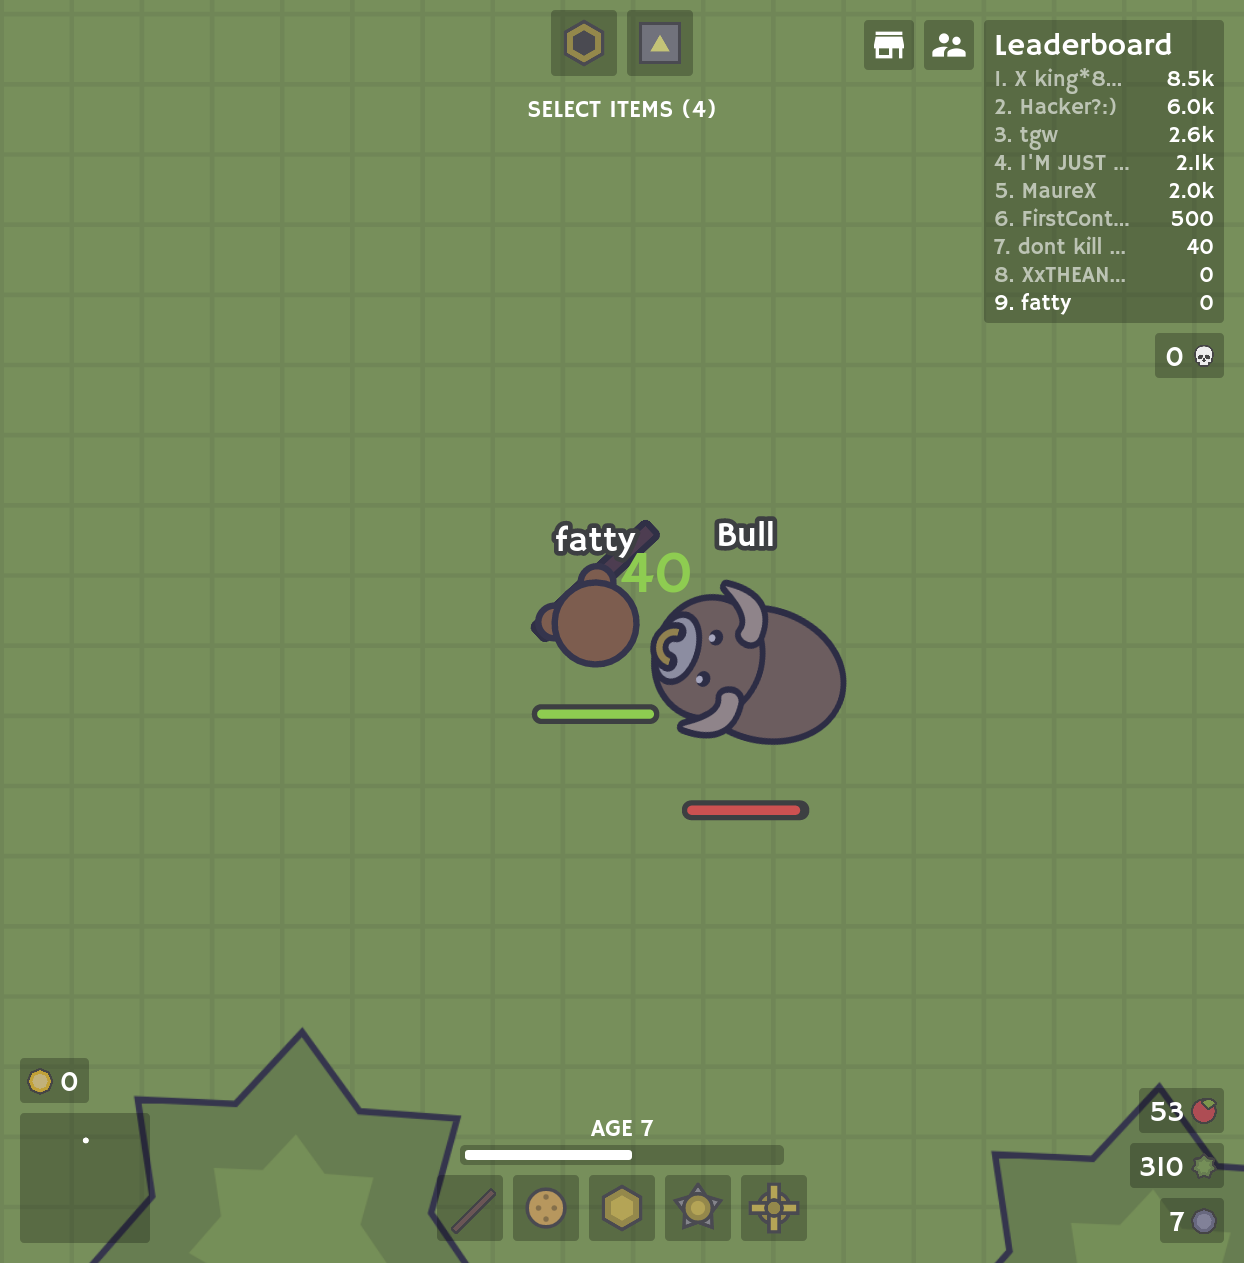 SELECT ITEMS (4)
Leaderboard
1. X king*8... 8.5k
2. Hacker?:) 6.0k
3. tgw 2.6k
4. I'M JUST ... 2.1k
5. MaureX 2.0k
6. FirstCont... 500
7. dont kill ... 40
8. XxTHEAN... 0
9. fatty 0
0
fatty
Bull
40
0
AGE 7
53
310
7